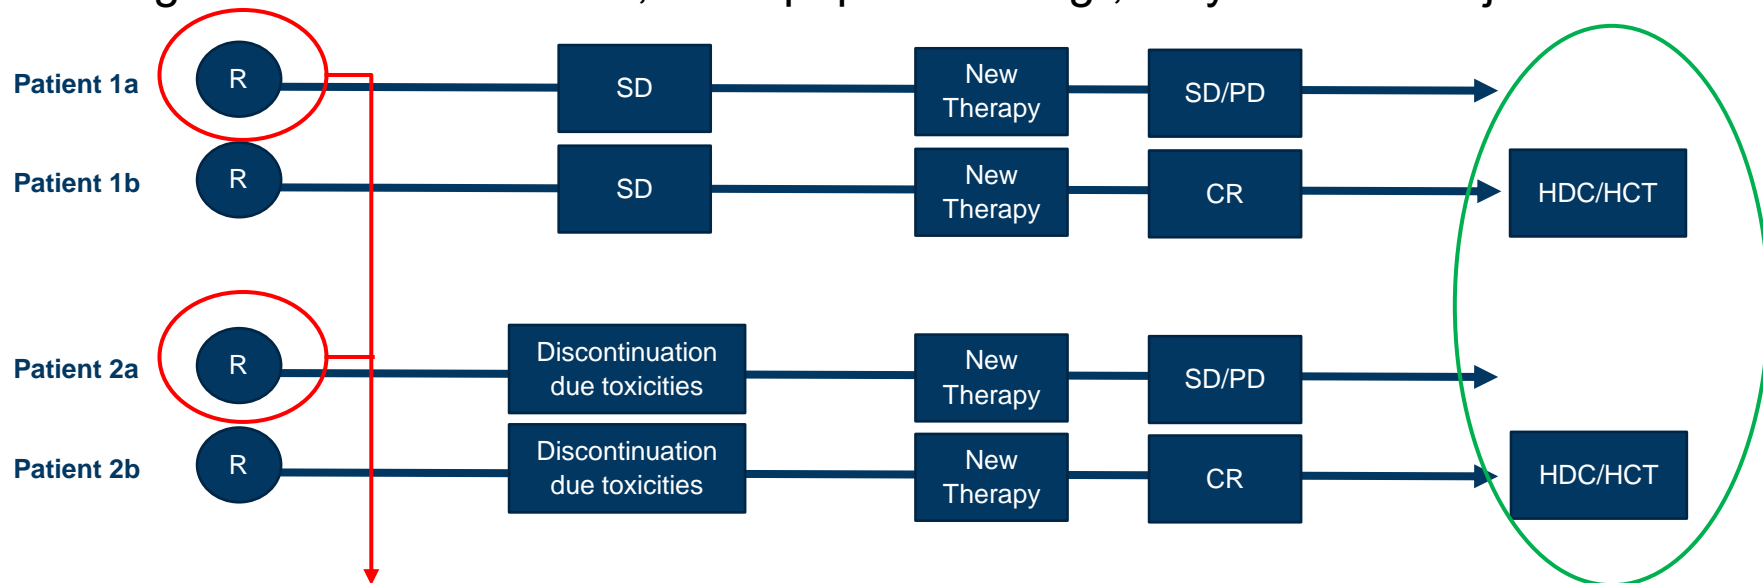 Patient 1a
R
SD
New
Therapy
SD/PD
Patient 1b
R
SD
New
Therapy
CR
HDC/HCT
Patient 2a
R
Discontinuation
due toxicities
New
Therapy
SD/PD
Patient 2b
R
Discontinuation
due toxicities
New
Therapy
CR
HDC/HCT